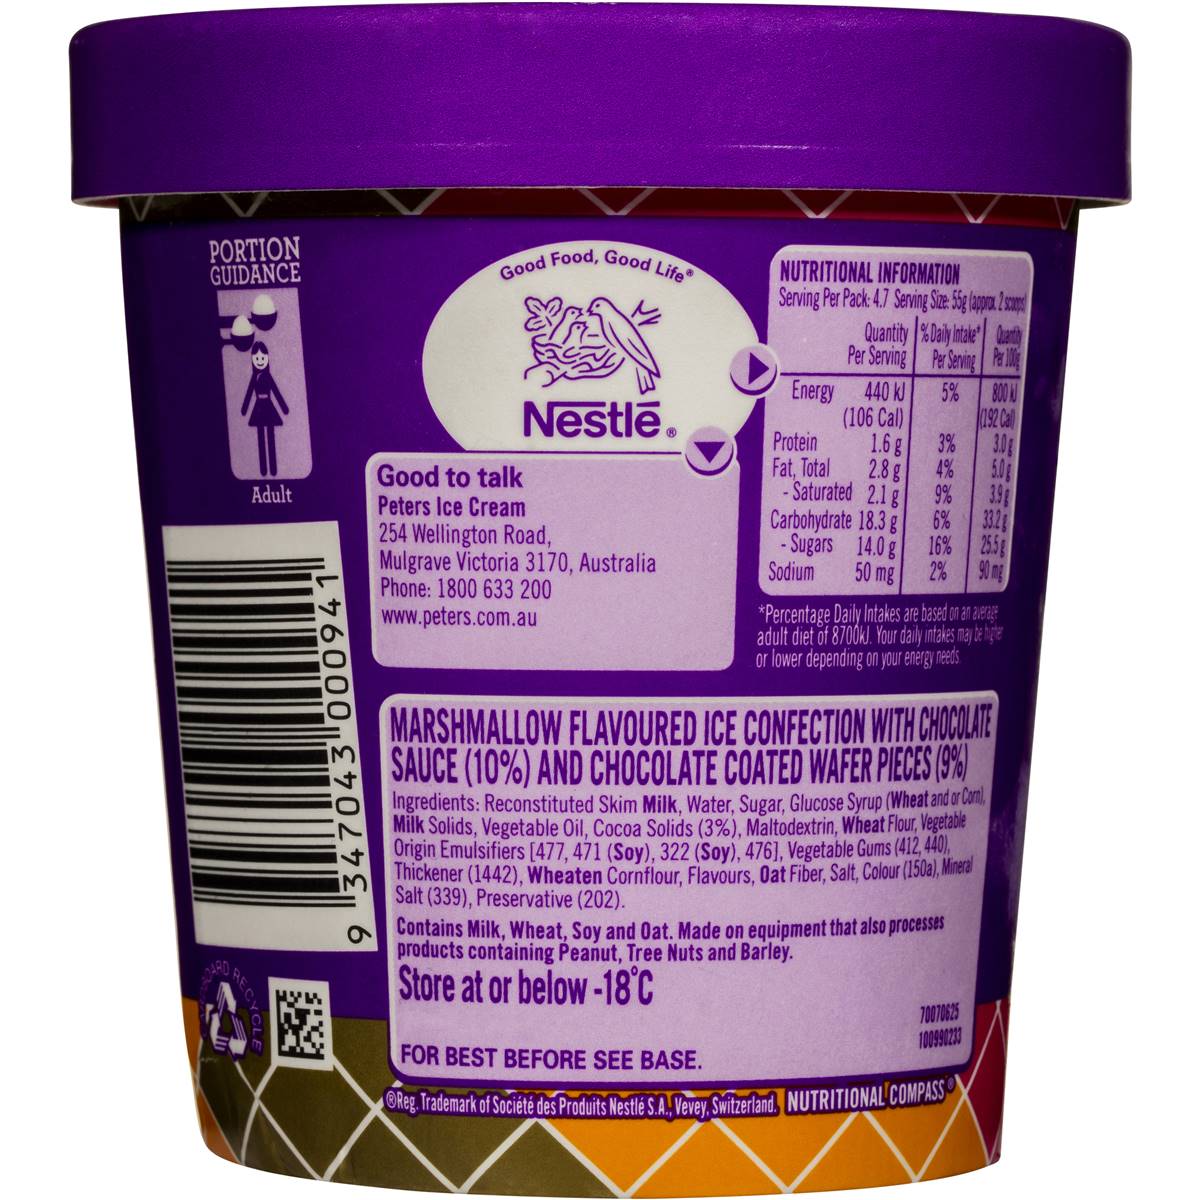 PORTION
GUIDANCE
Adult
Good Food, Good Life®
Nestlé®
Good to talk
Peters Ice Cream
254 Wellington Road,
Mulgrave Victoria 3170, Australia
Phone: 1800 633 200
www.peters.com.au
NUTRITIONAL INFORMATION
Serving Per Pack: 4.7 Serving Size: 55g (approx. 2 scoops)
Quantity % Daily Intake* Quantity
Per Serving Per Serving Per 100g
Energy 440 kJ 5% 800 kJ
(106 Cal) (192 Cal)
Protein 1.6 g 3% 3.0 g
Fat, Total 2.8 g 4% 5.0 g
- Saturated 2.1 g 9% 3.9 g
Carbohydrate 18.3 g 6% 33.2 g
- Sugars 14.0 g 16% 25.5 g
Sodium 50 mg 2% 90 mg
*Percentage Daily Intakes are based on an average
adult diet of 8700kJ. Your daily intakes may be higher
or lower depending on your energy needs.
9 347043 000941
MARSHMALLOW FLAVOURED ICE CONFECTION WITH CHOCOLATE
SAUCE (10%) AND CHOCOLATE COATED WAFER PIECES (9%)
Ingredients: Reconstituted Skim Milk, Water, Sugar, Glucose Syrup (Wheat and or Corn),
Milk Solids, Vegetable Oil, Cocoa Solids (3%), Maltodextrin, Wheat Flour, Vegetable
Origin Emulsifiers [477, 471 (Soy), 322 (Soy), 476], Vegetable Gums (412, 440),
Thickener (1442), Wheaten Cornflour, Flavours, Oat Fiber, Salt, Colour (150a), Mineral
Salt (339), Preservative (202).
Contains Milk, Wheat, Soy and Oat. Made on equipment that also processes
products containing Peanut, Tree Nuts and Barley.
Store at or below -18°C
70070625
100990233
FOR BEST BEFORE SEE BASE.
RECYCLE
®Reg. Trademark of Société des Produits Nestlé S.A., Vevey, Switzerland. NUTRITIONAL COMPASS®